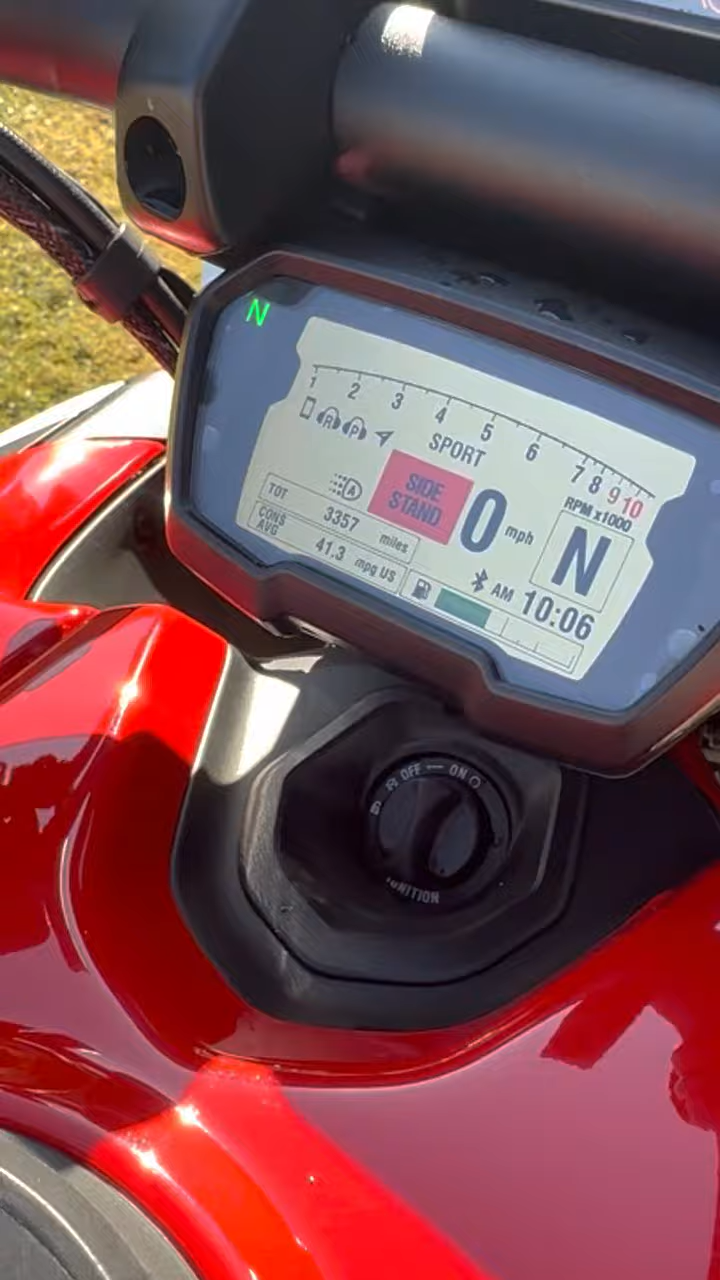 N
1 2 3 4 5 6 7 8 9 10
RPM x1000
R P
SPORT
A
SIDE
STAND
0 mph
N
TOT 3357 miles
CONS
AVG 41.3 mpg US
AM 10:06
OFF ON
IGNITION